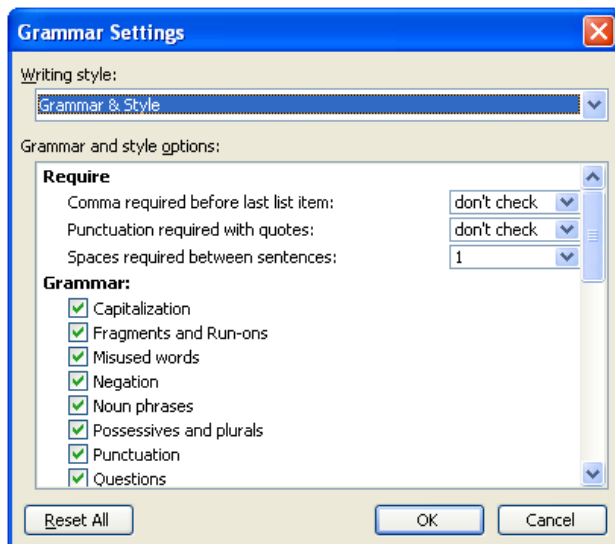 Grammar Settings
Writing style:
Grammar & Style
Grammar and style options:
Require
Comma required before last list item: don't check
Punctuation required with quotes: don't check
Spaces required between sentences: 1
Grammar:
Capitalization
Fragments and Run-ons
Misused words
Negation
Noun phrases
Possessives and plurals
Punctuation
Questions
Reset All OK Cancel